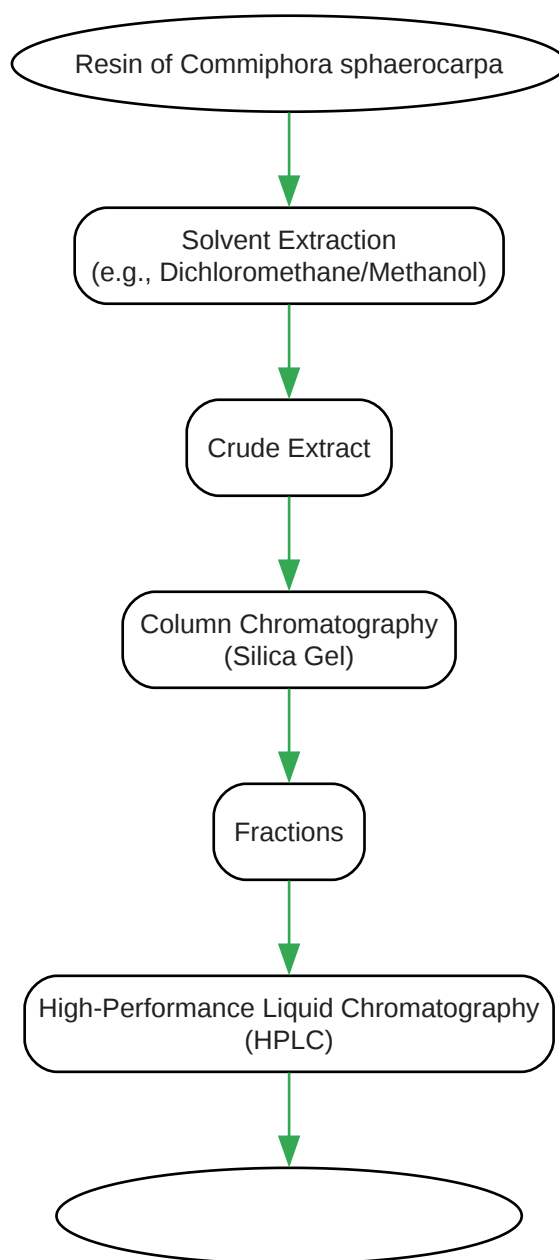 Resin of Commiphora sphaerocarpa
Solvent Extraction
(e.g., Dichloromethane/Methanol)
Crude Extract
Column Chromatography
(Silica Gel)
Fractions
High-Performance Liquid Chromatography
(HPLC)